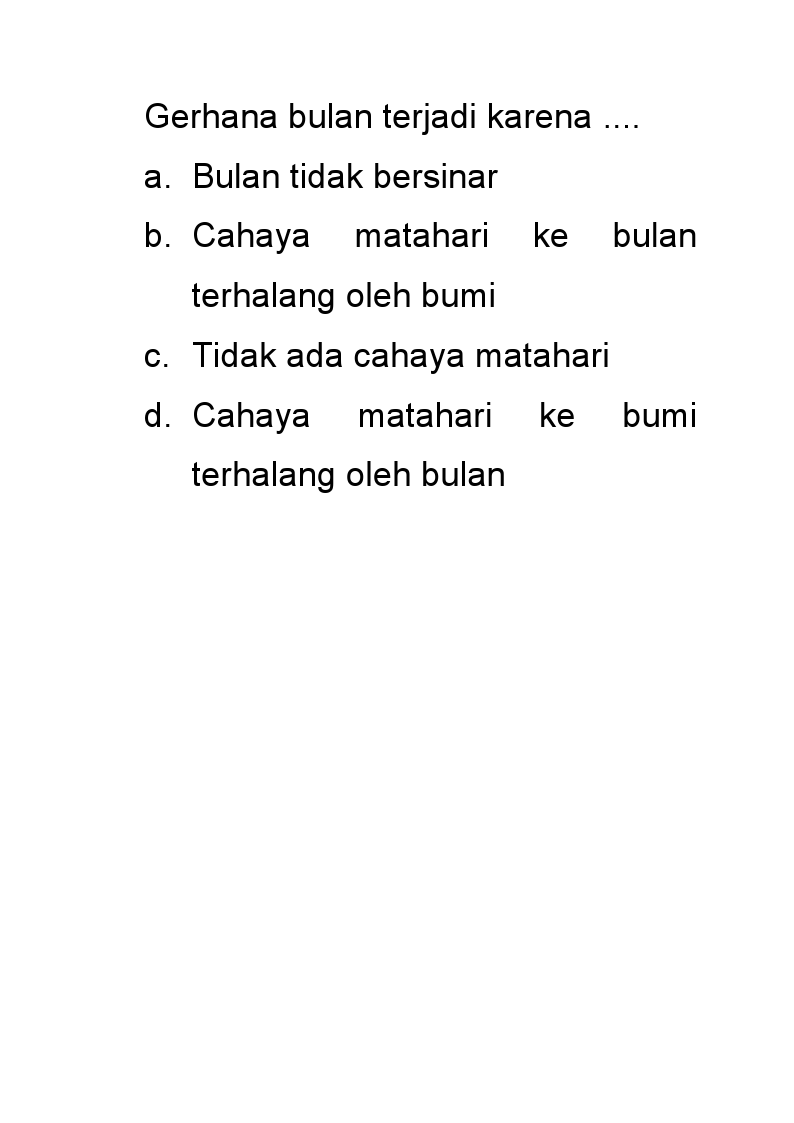 Gerhana bulan terjadi karena ....
a. Bulan tidak bersinar
b. Cahaya matahari ke bulan
terhalang oleh bumi
c. Tidak ada cahaya matahari
d. Cahaya matahari ke bumi
terhalang oleh bulan